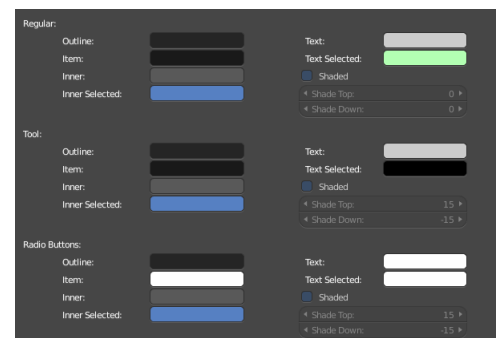 Regular:
Outline: Text:
Item: Text Selected:
Inner: Shaded
Inner Selected: Shade Top: 0
Shade Down: 0
Tool:
Outline: Text:
Item: Text Selected:
Inner: Shaded
Inner Selected: Shade Top: 15
Shade Down: -15
Radio Buttons:
Outline: Text:
Item: Text Selected:
Inner: Shaded
Inner Selected: Shade Top: 15
Shade Down: -15